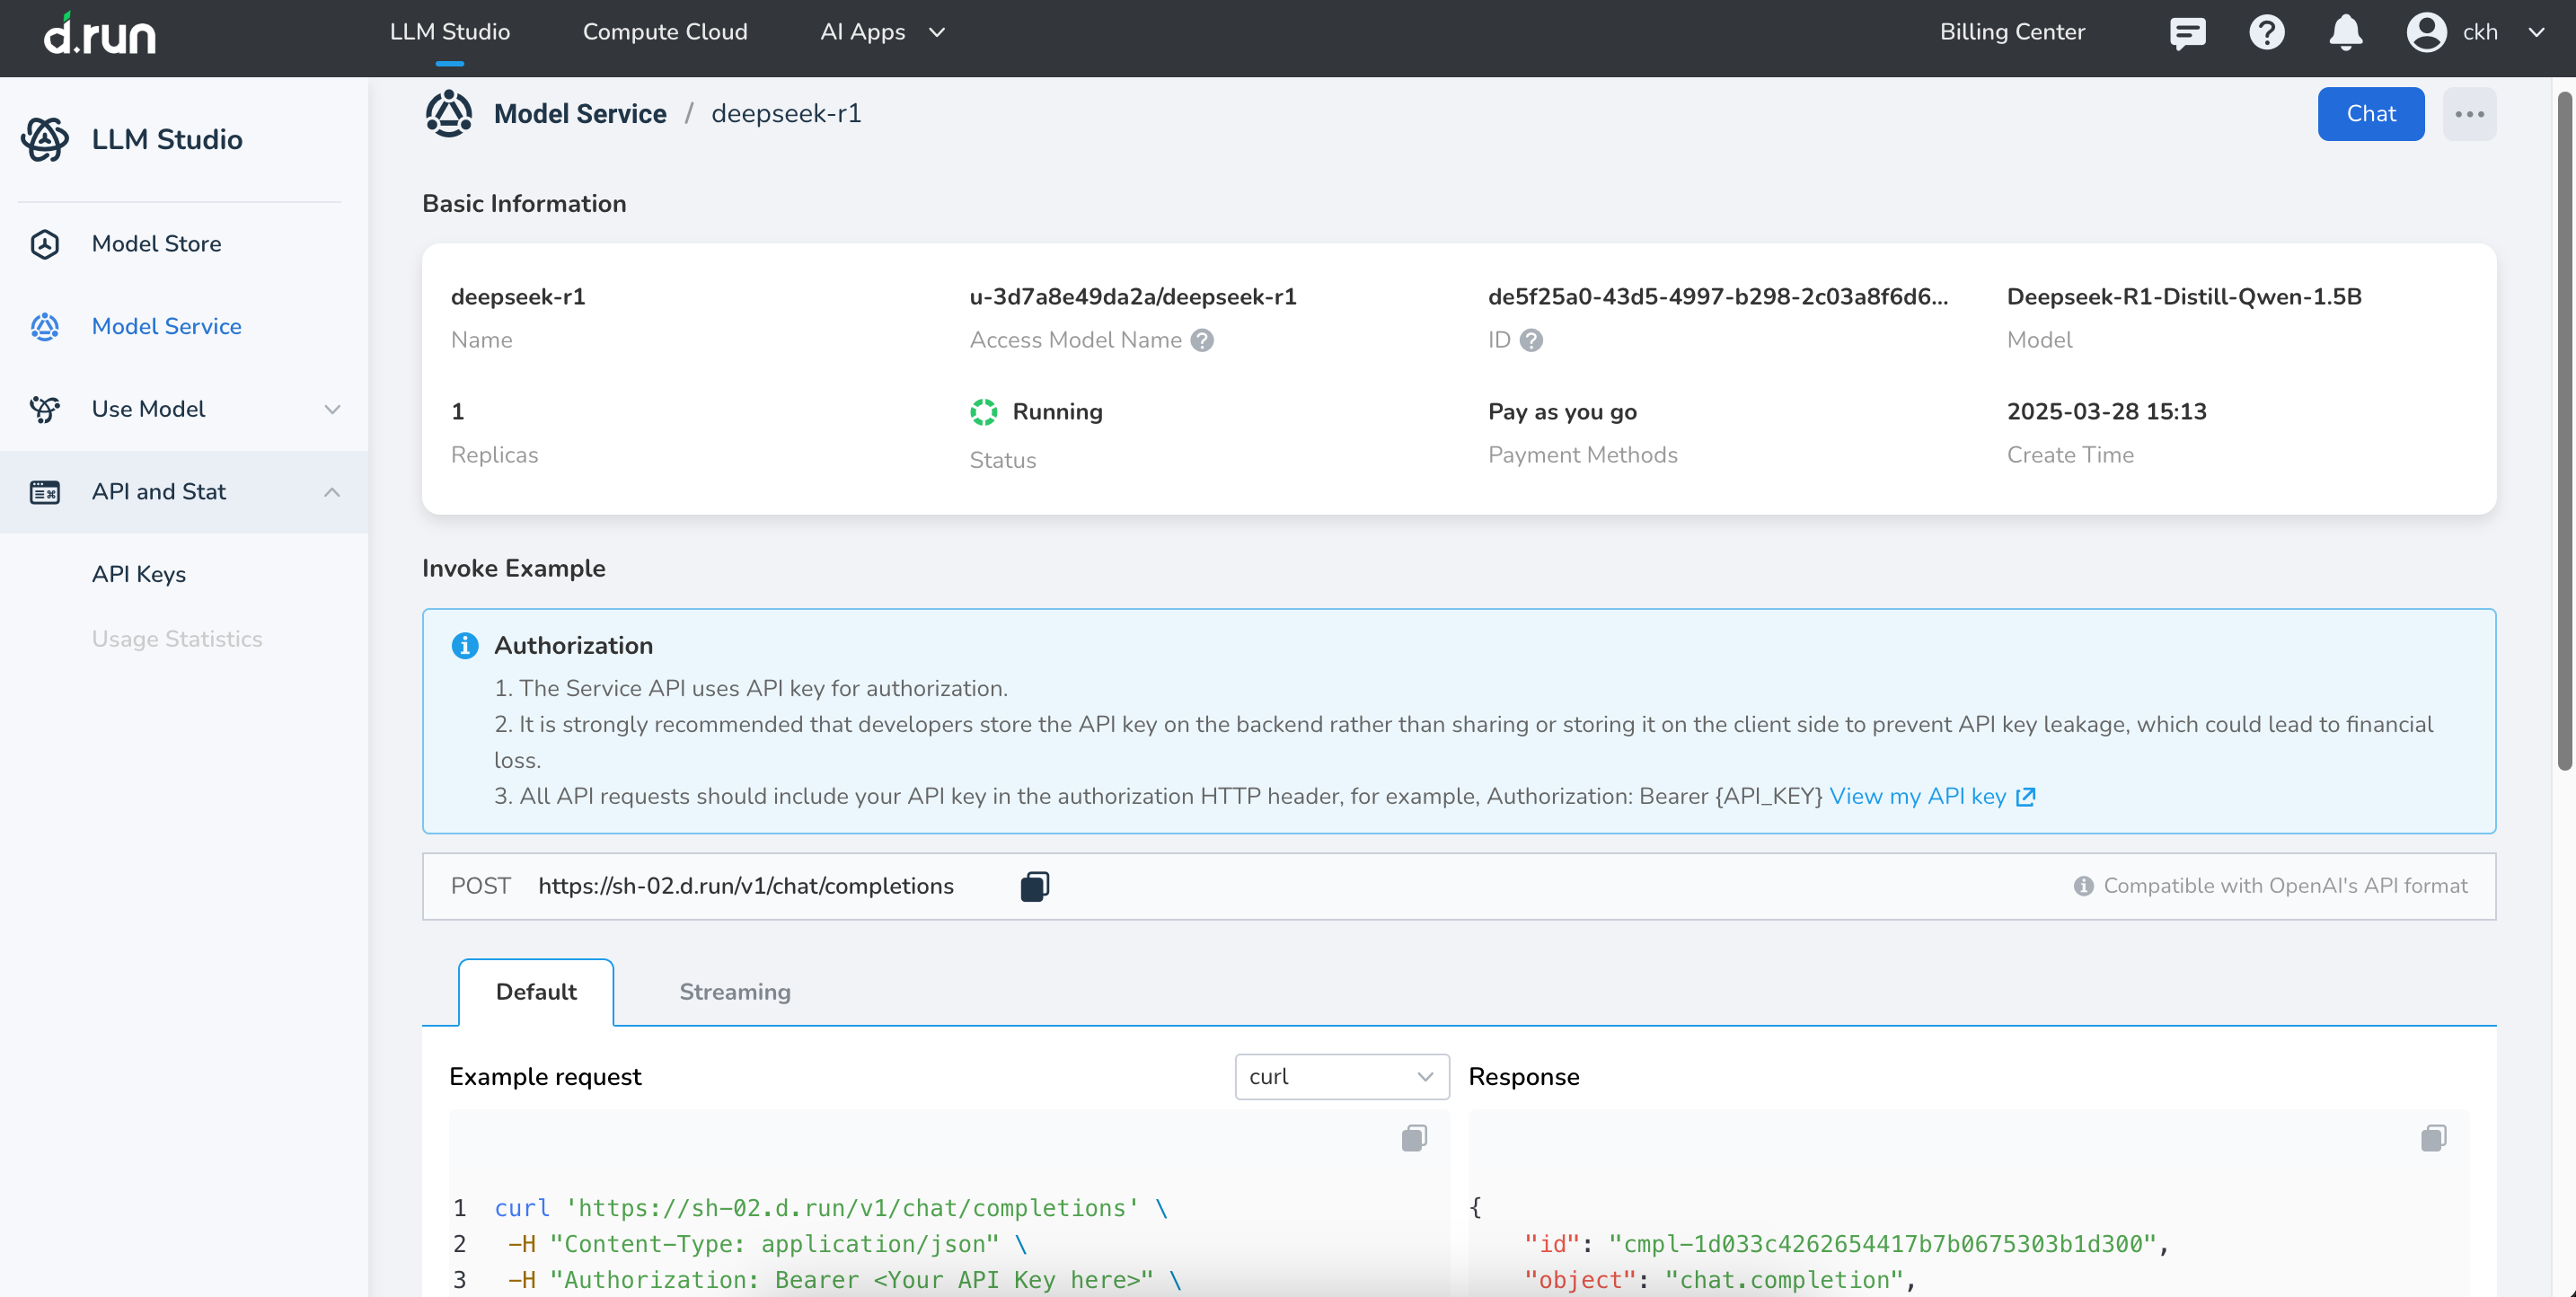 d.run
LLM Studio
Compute Cloud
AI Apps
Billing Center
ckh
LLM Studio
Model Store
Model Service
Use Model
API and Stat
API Keys
Usage Statistics
Model Service / deepseek-r1
Chat
Basic Information
deepseek-r1
Name
u-3d7a8e49da2a/deepseek-r1
Access Model Name
de5f25a0-43d5-4997-b298-2c03a8f6d6...
ID
Deepseek-R1-Distill-Qwen-1.5B
Model
1
Replicas
Running
Status
Pay as you go
Payment Methods
2025-03-28 15:13
Create Time
Invoke Example
Authorization
1. The Service API uses API key for authorization.
2. It is strongly recommended that developers store the API key on the backend rather than sharing or storing it on the client side to prevent API key leakage, which could lead to financial
loss.
3. All API requests should include your API key in the authorization HTTP header, for example, Authorization: Bearer {API_KEY} View my API key
POST https://sh-02.d.run/v1/chat/completions
Compatible with OpenAI's API format
Default
Streaming
Example request
curl
1 curl 'https://sh-02.d.run/v1/chat/completions' \
2 -H "Content-Type: application/json" \
3 -H "Authorization: Bearer <Your API Key here>" \
Response
{
"id": "cmpl-1d033c4262654417b7b0675303b1d300",
"object": "chat.completion",